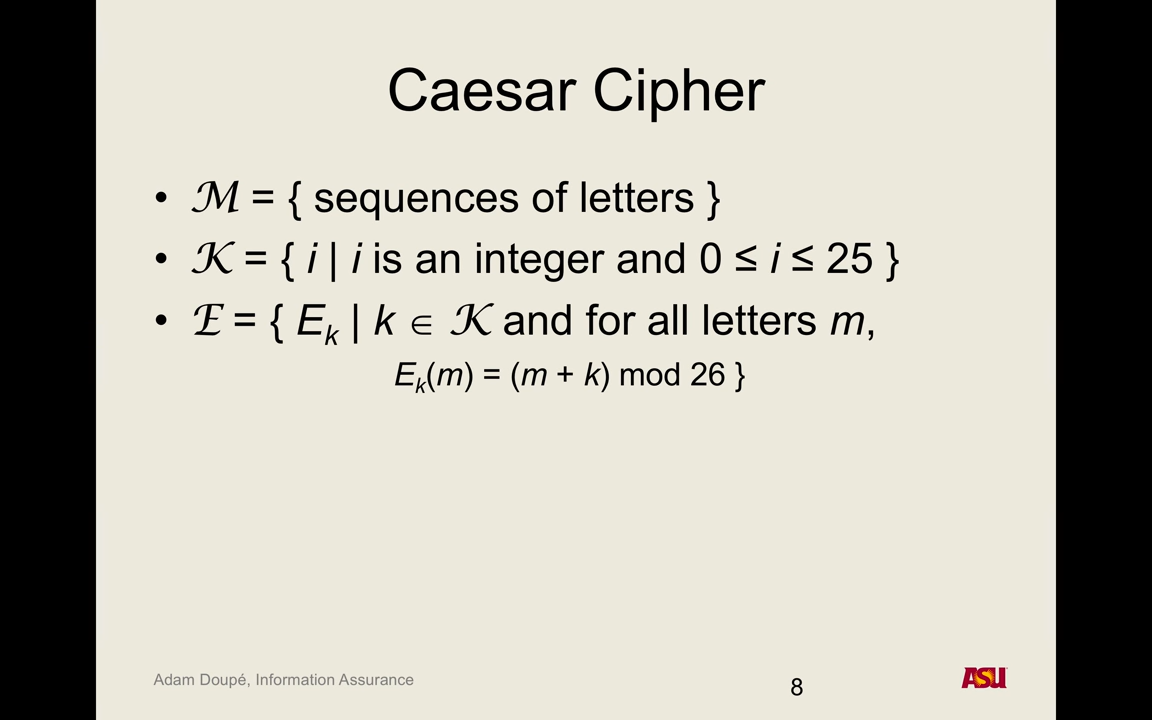 Caesar Cipher
• ℳ = { sequences of letters }
• 𝒦 = { i | i is an integer and 0 ≤ i ≤ 25 }
• ℰ = { Eₖ | k ∈ 𝒦 and for all letters m,
Eₖ(m) = (m + k) mod 26 }
Adam Doupé, Information Assurance
8
ASU